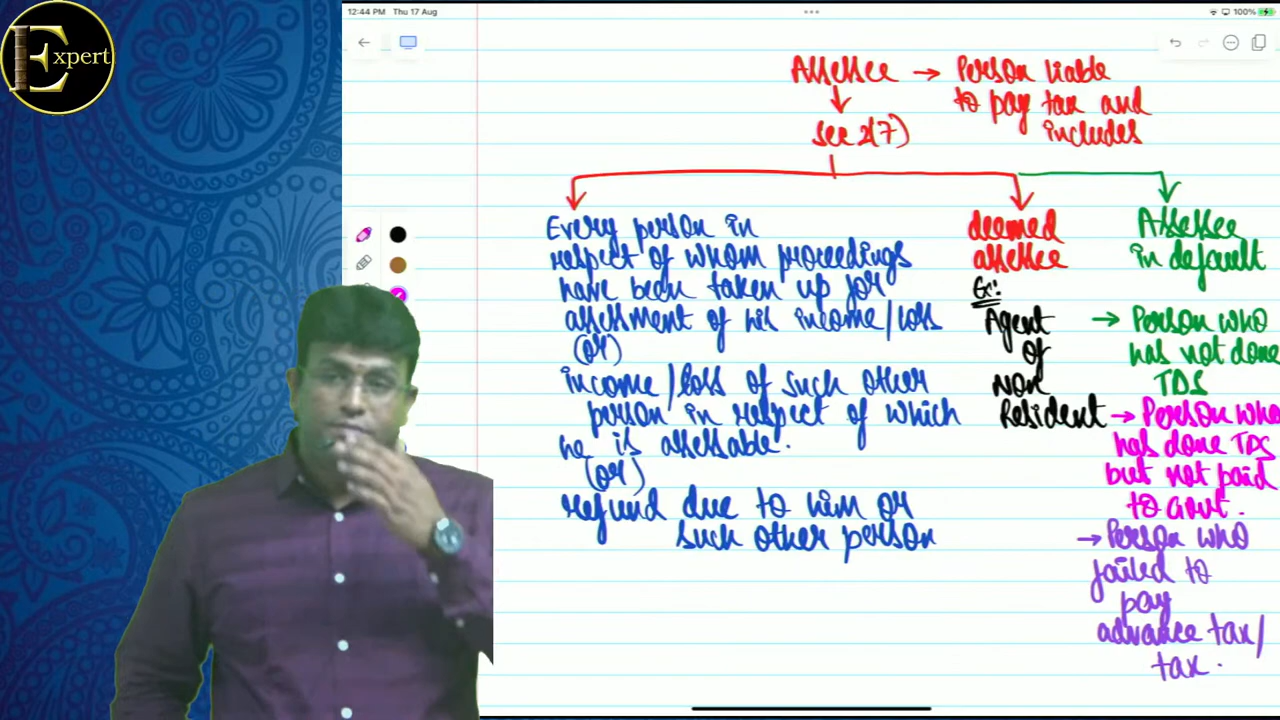 12:44 PM Thu 17 Aug
100%
Expert
Assessee → Person liable
to pay tax and
includes
sec 2(7)
Every person in
respect of whom proceedings
have been taken up for
assessment of his income/loss
(or)
income/loss of such other
person in respect of which
he is assessable.
(or)
refund due to him or
such other person
deemed
assessee
Ex:
Agent
of
Non
Resident
Assessee
in default
→ Person who
has not done
TDS
→ Person who
has done TDS
but not paid
to Govt.
→ Person who
failed to
pay
advance tax/
tax.